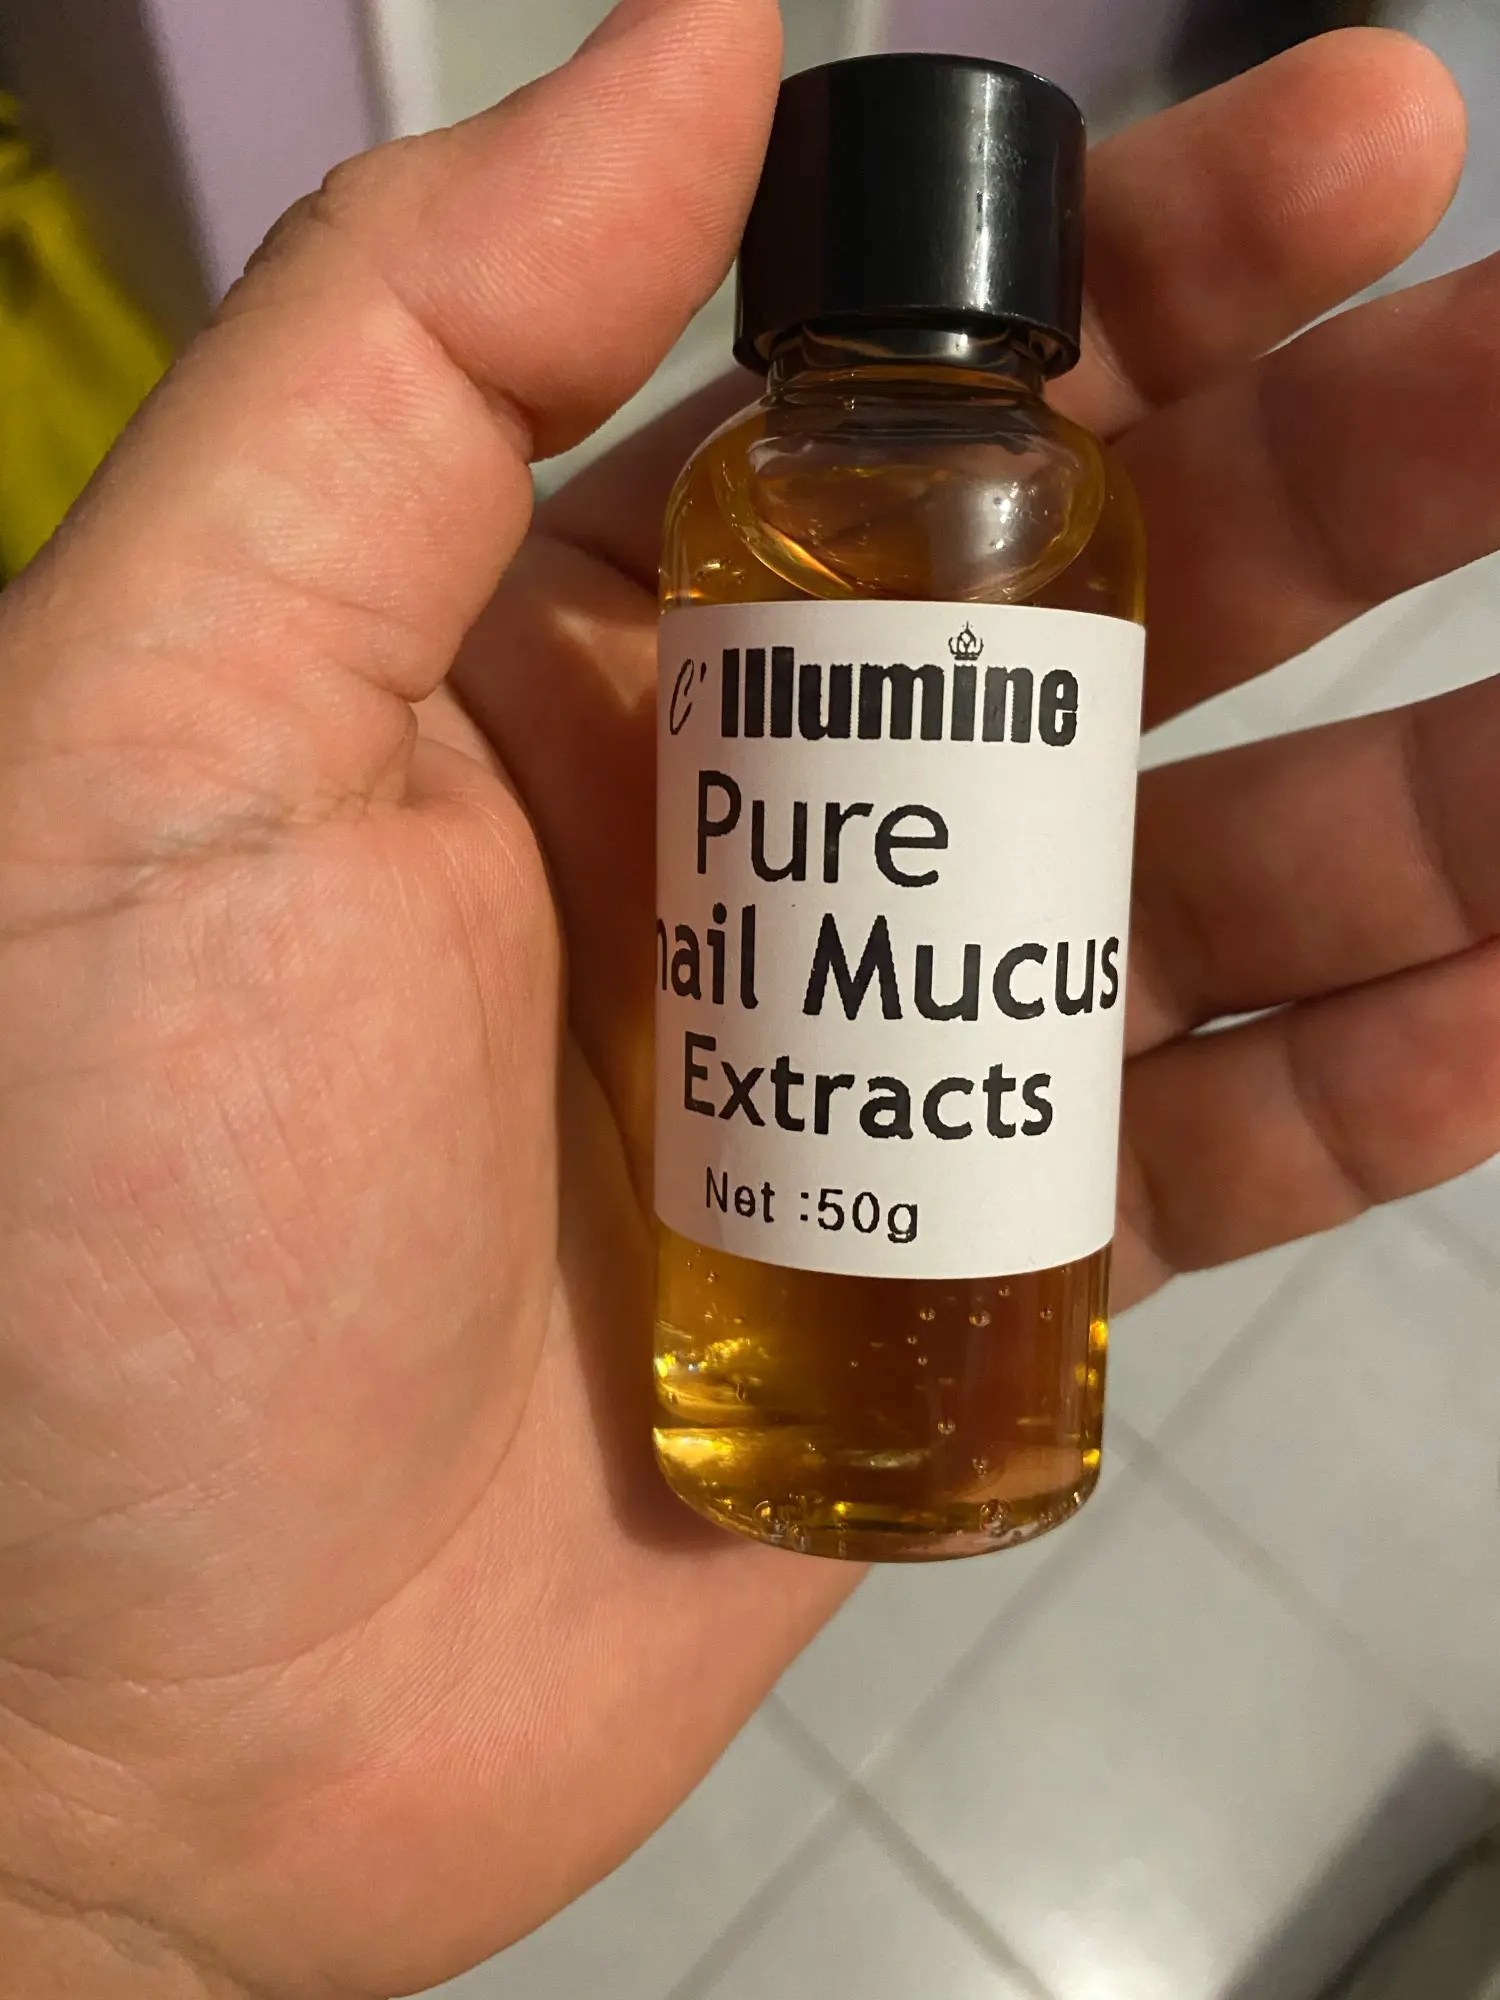 C' Illumine
Pure
nail Mucus
Extracts
Net :50g